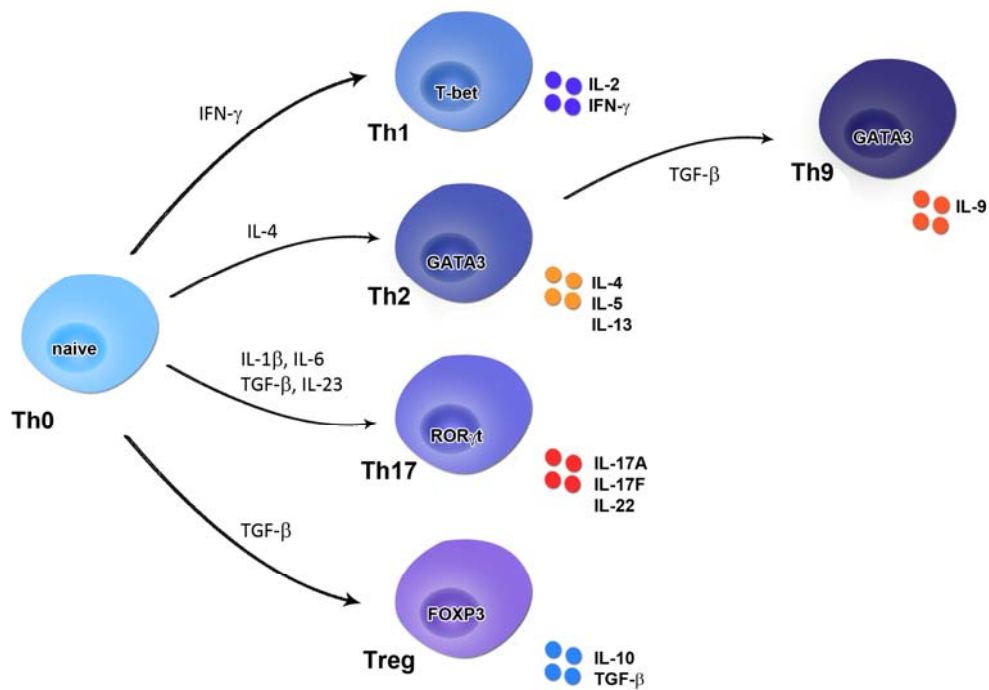 T-bet
Th1
IL-2
IFN-γ
IFN-γ
GATA3
Th9
IL-9
TGF-β
IL-4
GATA3
Th2
IL-4
IL-5
IL-13
naive
Th0
IL-1β, IL-6
TGF-β, IL-23
RORγt
Th17
IL-17A
IL-17F
IL-22
TGF-β
FOXP3
Treg
IL-10
TGF-β